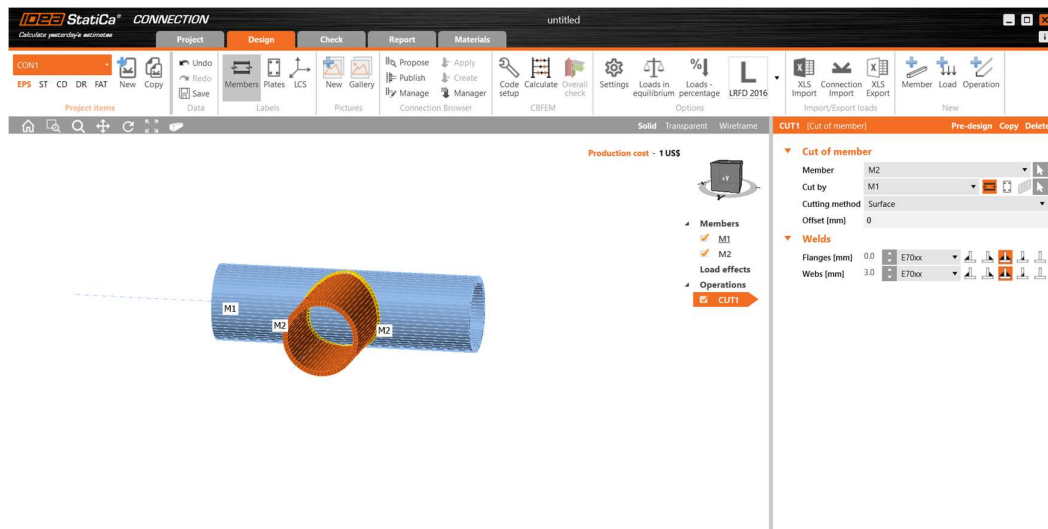 IDEA StatiCa® CONNECTION
untitled
Calculate yesterday's estimates
Project Design Check Report Materials
CON1
EPS ST CD DR FAT
New Copy
Project items
Undo
Redo
Save
Data
Members Plates LCS
Labels
New Gallery
Pictures
Propose Apply
Publish Create
Manage Manager
Connection Browser
Code setup Calculate Overall check
CBFEM
Settings Loads in equilibrium Loads - percentage LRFD 2016
Options
XLS Import Connection Import XLS Export
Import/Export loads
Member Load Operation
New
Solid Transparent Wireframe
CUT1 [Cut of member] Pre-design Copy Delete
Production cost - 1 US$
+Y
Members
M1
M2
Load effects
Operations
CUT1
M1
M2
M2
Cut of member
Member M2
Cut by M1
Cutting method Surface
Offset [mm] 0
Welds
Flanges [mm] 0.0 E70xx
Webs [mm] 3.0 E70xx